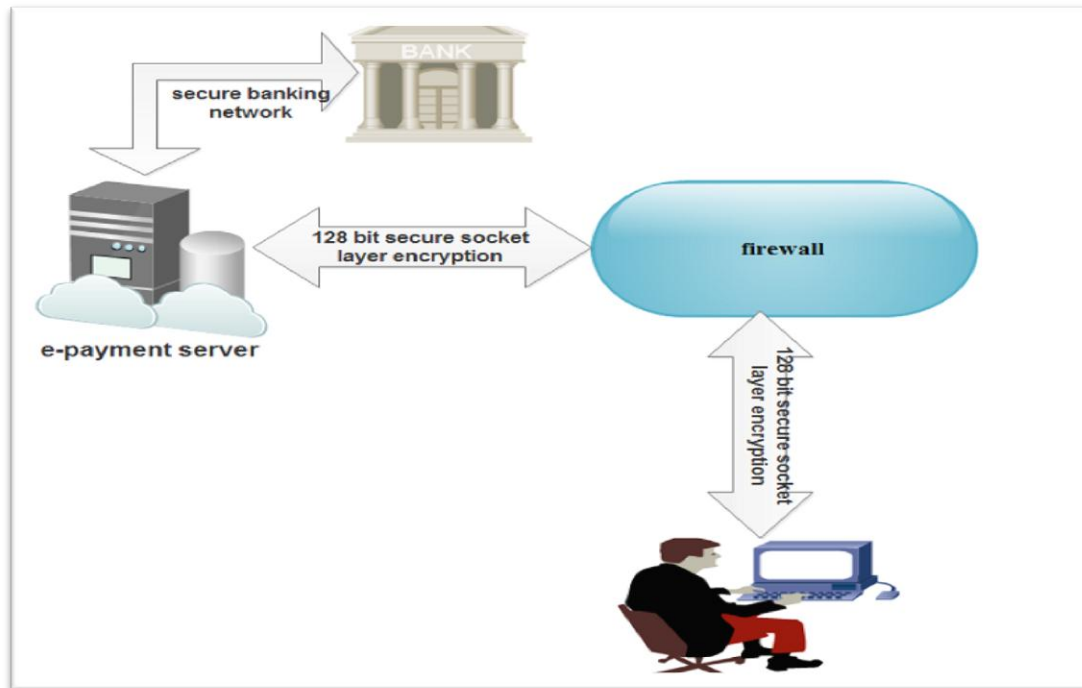 BANK
secure banking
network
128 bit secure socket
layer encryption
firewall
e-payment server
128 bit secure socket
layer encryption